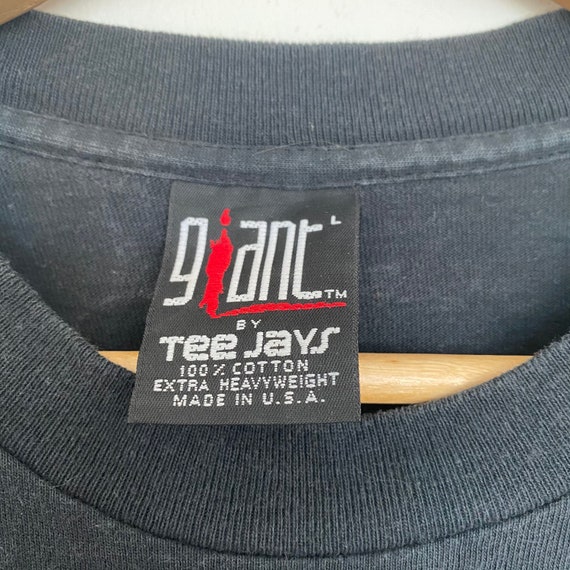 giant L
TM
BY
Tee Jays
100% COTTON
EXTRA HEAVYWEIGHT
MADE IN U.S.A.